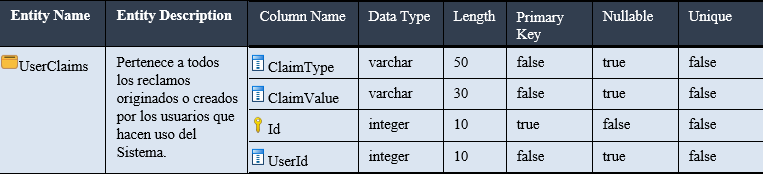 Entity Name Entity Description Column Name Data Type Length Primary Key Nullable Unique
UserClaims Pertenece a todos los reclamos originados o creados por los usuarios que hacen uso del Sistema.
ClaimType varchar 50 false true false
ClaimValue varchar 30 false true false
Id integer 10 true false false
UserId integer 10 false true false